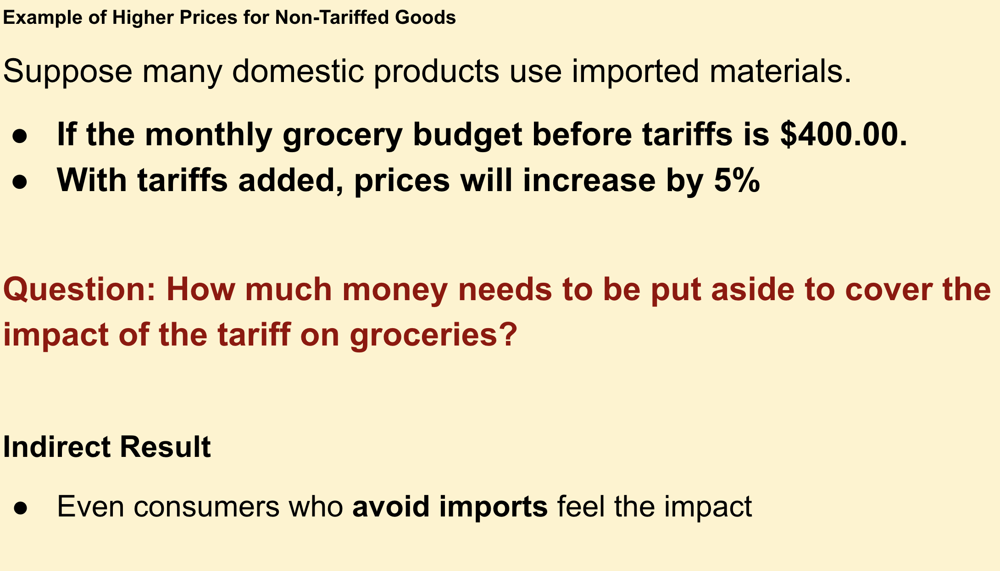 Example of Higher Prices for Non-Tariffed Goods
Suppose many domestic products use imported materials.
● If the monthly grocery budget before tariffs is $400.00.
● With tariffs added, prices will increase by 5%
Question: How much money needs to be put aside to cover the
impact of the tariff on groceries?
Indirect Result
● Even consumers who avoid imports feel the impact